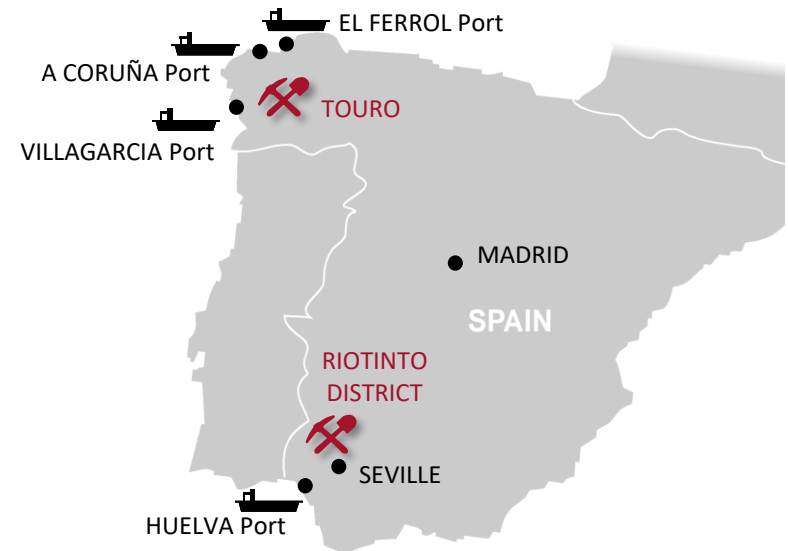 EL FERROL Port
A CORUÑA Port
TOURO
VILLAGARCIA Port
MADRID
SPAIN
RIOTINTO
DISTRICT
SEVILLE
HUELVA Port